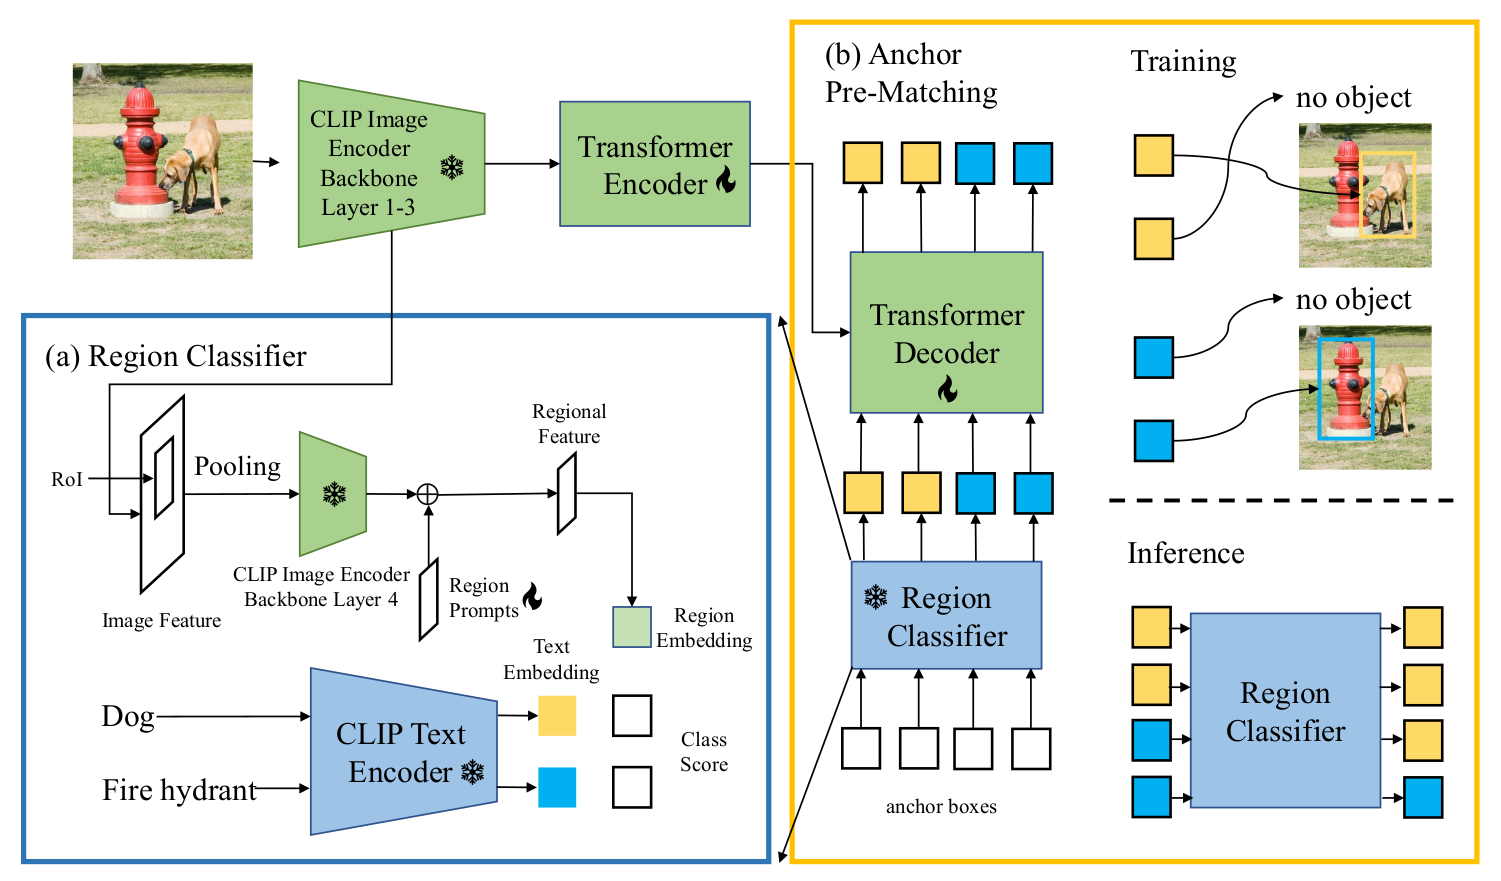 CLIP Image
Encoder
Backbone
Layer 1-3
Transformer
Encoder
(a) Region Classifier
RoI
Pooling
Regional
Feature
Image Feature
CLIP Image Encoder
Backbone Layer 4
Region
Prompts
Region
Embedding
Text
Embedding
Dog
Fire hydrant
CLIP Text
Encoder
Class
Score
(b) Anchor
Pre-Matching
Transformer
Decoder
Region
Classifier
anchor boxes
Training
no object
no object
Inference
Region
Classifier